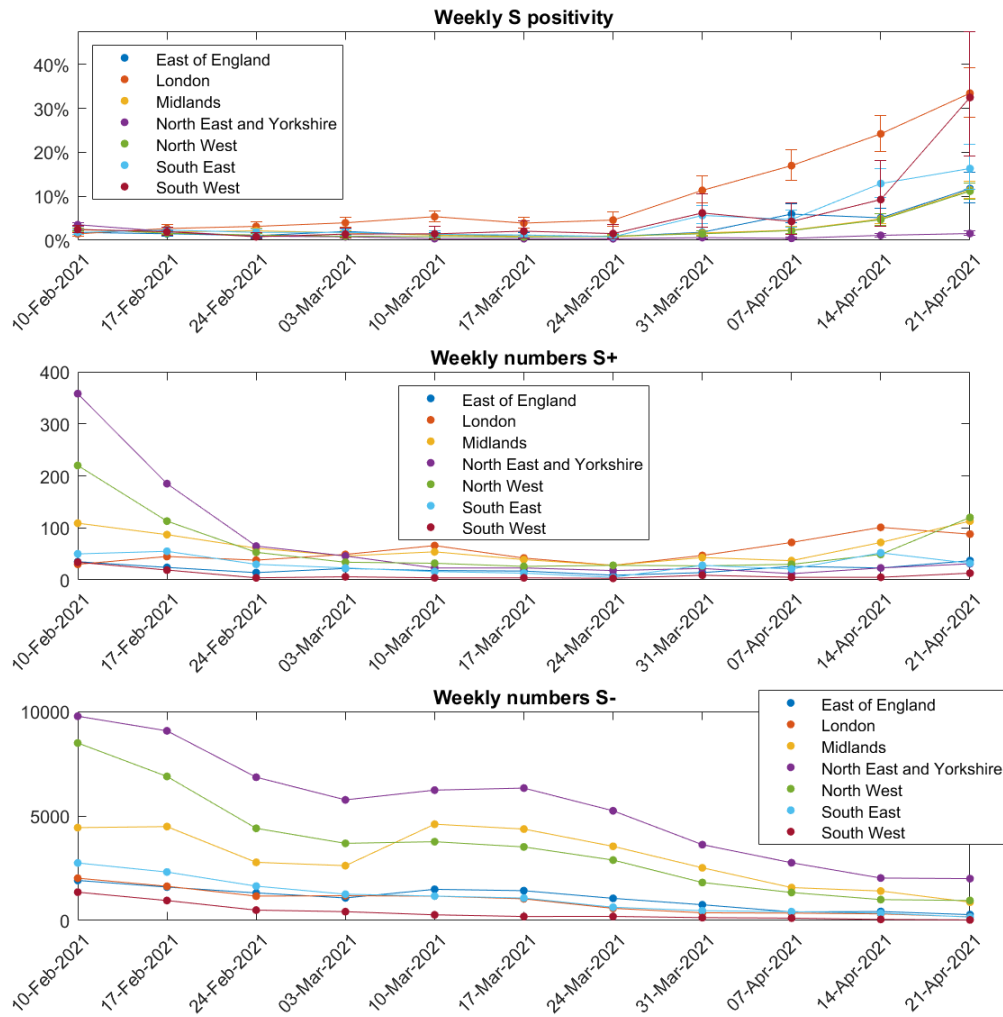 Weekly S positivity
40%
30%
20%
10%
0%
East of England
London
Midlands
North East and Yorkshire
North West
South East
South West
10-Feb-2021
17-Feb-2021
24-Feb-2021
03-Mar-2021
10-Mar-2021
17-Mar-2021
24-Mar-2021
31-Mar-2021
07-Apr-2021
14-Apr-2021
21-Apr-2021
Weekly numbers S+
400
300
200
100
0
East of England
London
Midlands
North East and Yorkshire
North West
South East
South West
10-Feb-2021
17-Feb-2021
24-Feb-2021
03-Mar-2021
10-Mar-2021
17-Mar-2021
24-Mar-2021
31-Mar-2021
07-Apr-2021
14-Apr-2021
21-Apr-2021
Weekly numbers S-
10000
5000
0
East of England
London
Midlands
North East and Yorkshire
North West
South East
South West
10-Feb-2021
17-Feb-2021
24-Feb-2021
03-Mar-2021
10-Mar-2021
17-Mar-2021
24-Mar-2021
31-Mar-2021
07-Apr-2021
14-Apr-2021
21-Apr-2021